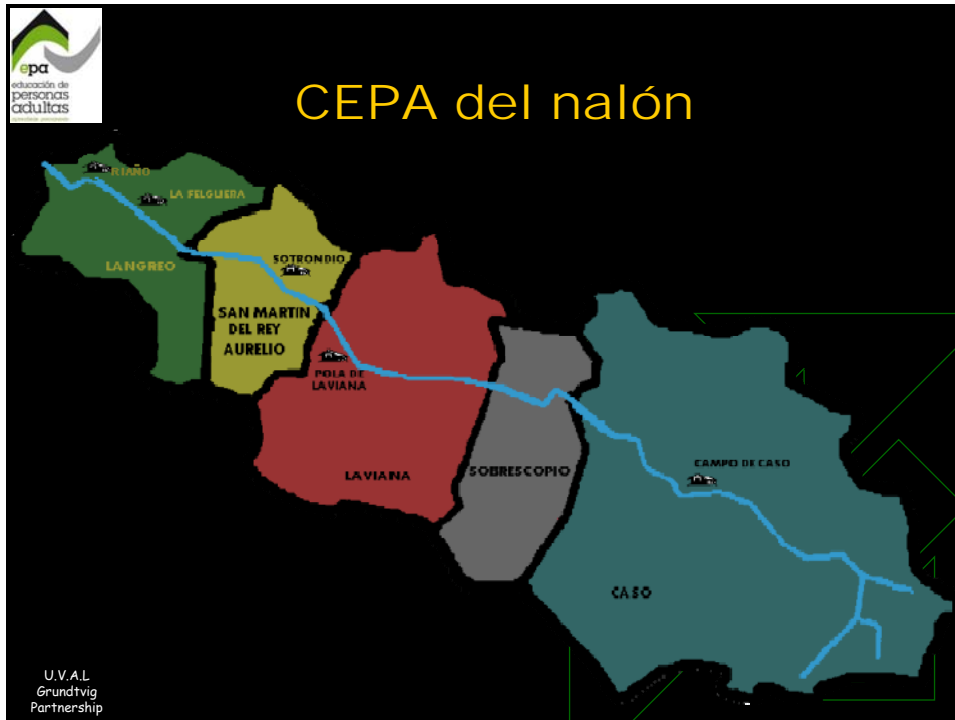 epa
educación de
personas
adultas
CEPA del nalón
RIAÑO
LA FELGUERA
LANGREO
SOTRONDIO
SAN MARTIN
DEL REY
AURELIO
POLA DE
LAVIANA
LAVIANA
SOBRESCOPIO
CAMPO DE CASO
CASO
U.V.A.L
Grundtvig
Partnership